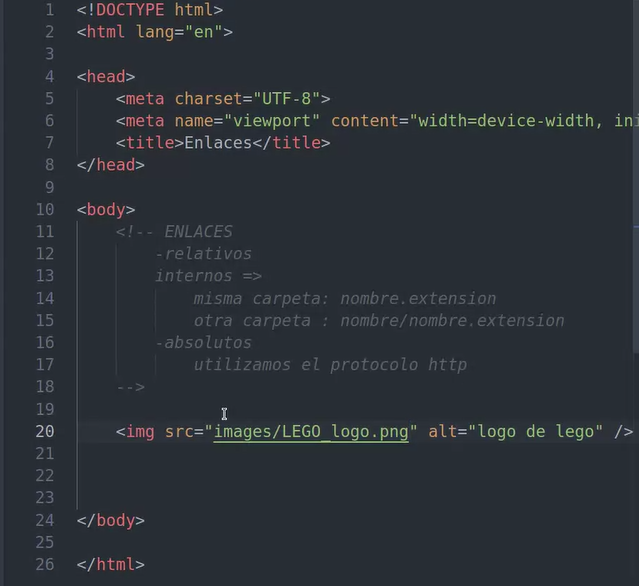 1 <!DOCTYPE html>
2 <html lang="en">
3
4 <head>
5 <meta charset="UTF-8">
6 <meta name="viewport" content="width=device-width, ini
7 <title>Enlaces</title>
8 </head>
9
10 <body>
11 <!-- ENLACES
12 -relativos
13 internos =>
14 misma carpeta: nombre.extension
15 otra carpeta : nombre/nombre.extension
16 -absolutos
17 utilizamos el protocolo http
18 -->
19
20 <img src="images/LEGO_logo.png" alt="logo de lego" />
21
22
23
24 </body>
25
26 </html>